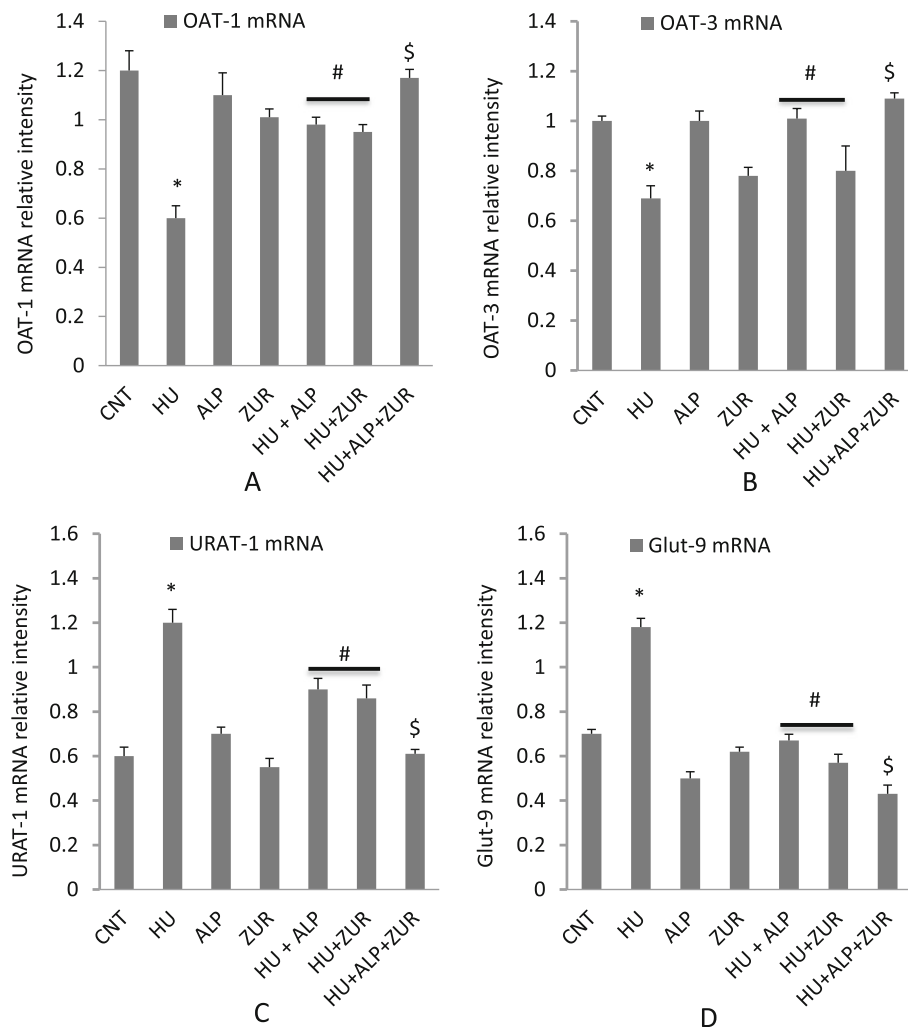 OAT-1 mRNA
OAT-1 mRNA relative intensity
1.4
1.2
1
0.8
0.6
0.4
0.2
0
*
#
$
CNT
HU
ALP
ZUR
HU + ALP
HU+ZUR
HU+ALP+ZUR
A
OAT-3 mRNA
OAT-3 mRNA relative intensity
1.4
1.2
1
0.8
0.6
0.4
0.2
0
*
#
$
CNT
HU
ALP
ZUR
HU + ALP
HU+ZUR
HU+ALP+ZUR
B
URAT-1 mRNA
URAT-1 mRNA relative intensity
1.6
1.4
1.2
1
0.8
0.6
0.4
0.2
0
*
#
$
CNT
HU
ALP
ZUR
HU + ALP
HU+ZUR
HU+ALP+ZUR
C
Glut-9 mRNA
Glut-9 mRNA relative intensity
1.6
1.4
1.2
1
0.8
0.6
0.4
0.2
0
*
#
$
CNT
HU
ALP
ZUR
HU + ALP
HU+ZUR
HU+ALP+ZUR
D